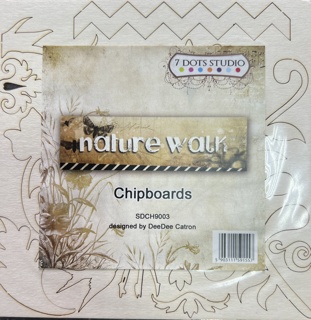 7 DOTS STUDIO
nature walk
Chipboards
SDCH9003
designed by DeeDee Catron